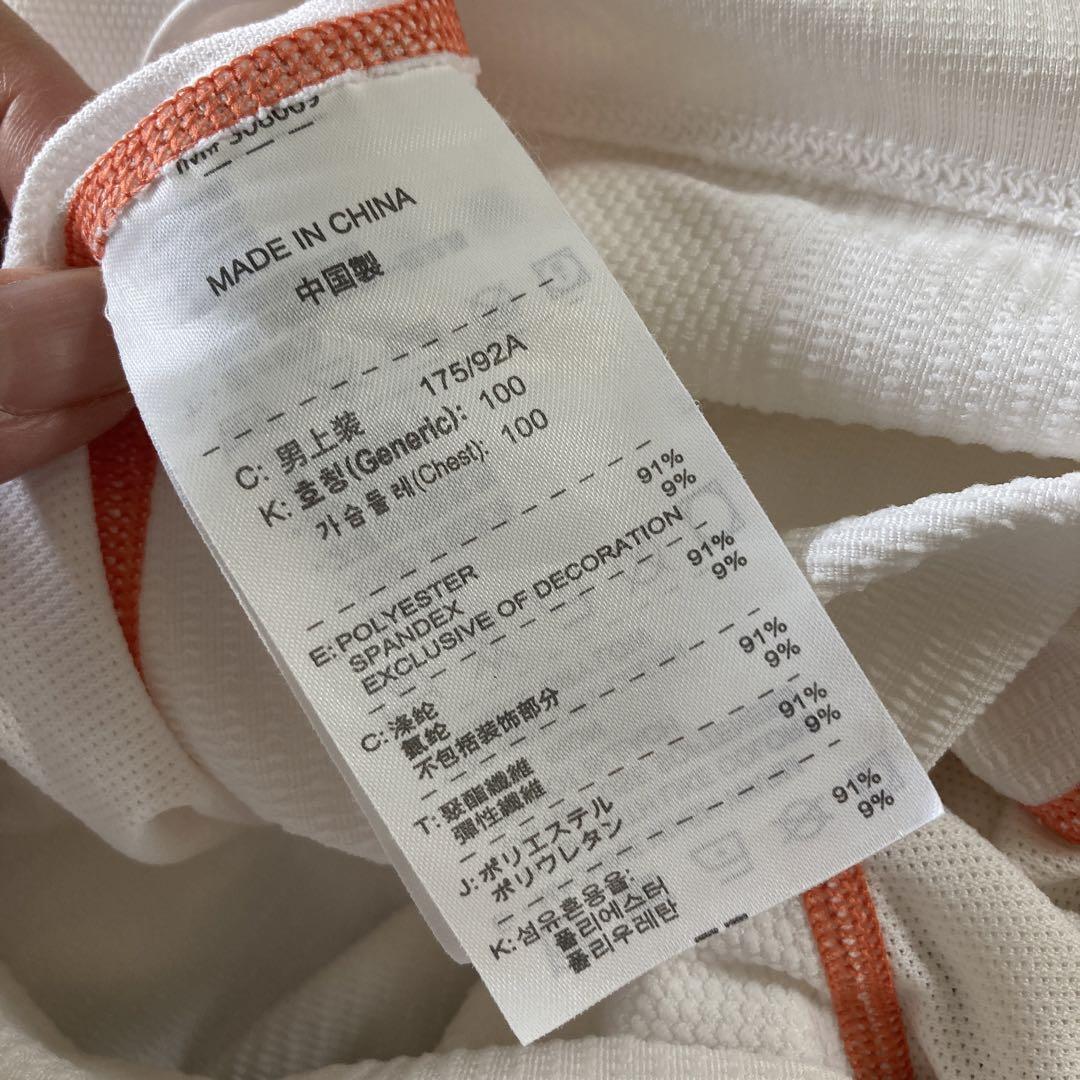 MADE IN CHINA
中国製
175/92A
C: 男上装
K: 호칭(Generic): 100
가슴둘레(Chest): 100
E: POLYESTER 91%
SPANDEX 9%
EXCLUSIVE OF DECORATION
C: 涤纶 91%
氨纶 9%
不包括装饰部分
T: 聚酯纖維 91%
彈性纖維 9%
J: ポリエステル 91%
ポリウレタン 9%
K: 섬유혼용율:
폴리에스터 91%
폴리우레탄 9%